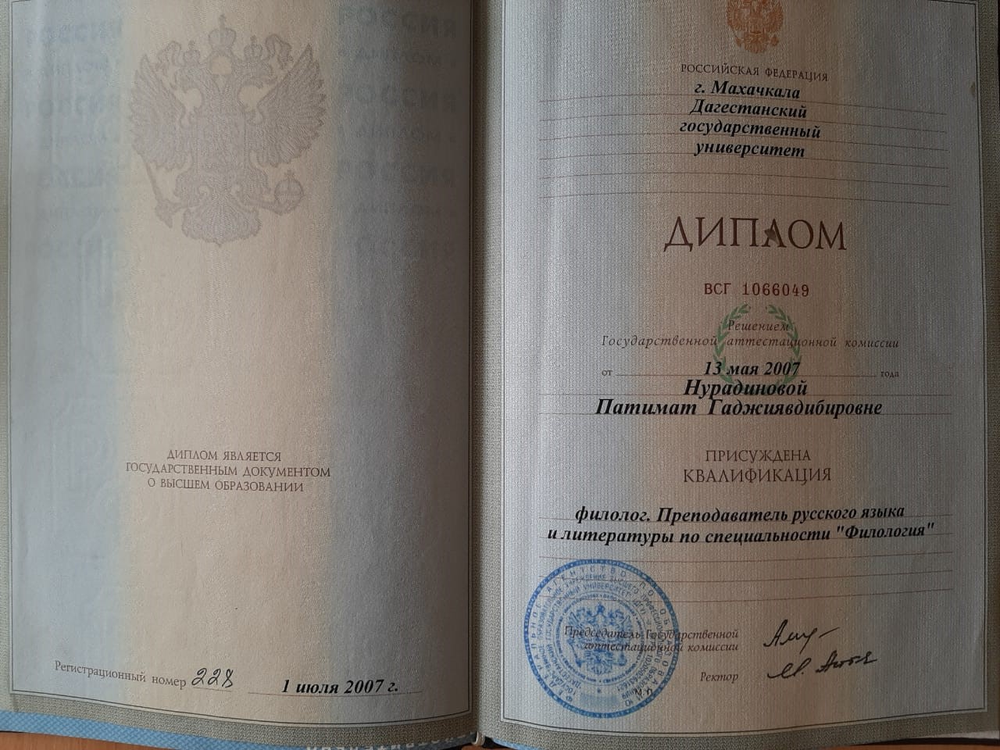 ДИПЛОМ ЯВЛЯЕТСЯ
ГОСУДАРСТВЕННЫМ ДОКУМЕНТОМ
О ВЫСШЕМ ОБРАЗОВАНИИ
Регистрационный номер 228
1 июля 2007 г.
РОССИЙСКАЯ ФЕДЕРАЦИЯ
г. Махачкала
Дагестанский
государственный
университет
ДИПЛОМ
ВСГ 1066049
Решением
Государственной аттестационной комиссии
от 13 мая 2007 года
Нурадиновой
Патимат Гаджиявдибировне
ПРИСУЖДЕНА
КВАЛИФИКАЦИЯ
филолог. Преподаватель русского языка
и литературы по специальности "Филология"
Председатель Государственной
аттестационной комиссии
Ректор
М.П.